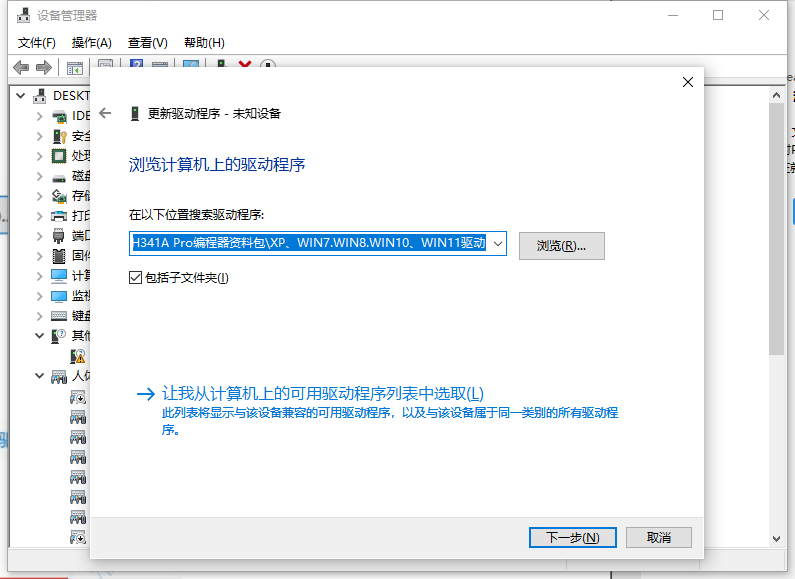 设备管理器
文件(F) 操作(A) 查看(V) 帮助(H)
DESKT
IDE
安全
处理
磁盘
存储
打印
端口
固件
计算
监视
键盘
其他
人体
更新驱动程序 - 未知设备
浏览计算机上的驱动程序
在以下位置搜索驱动程序:
H341A Pro编程器资料包\XP、WIN7.WIN8.WIN10、WIN11驱动
浏览(R)...
包括子文件夹(I)
让我从计算机上的可用驱动程序列表中选取(L)
此列表将显示与该设备兼容的可用驱动程序，以及与该设备属于同一类别的所有驱动程
序。
下一步(N)
取消